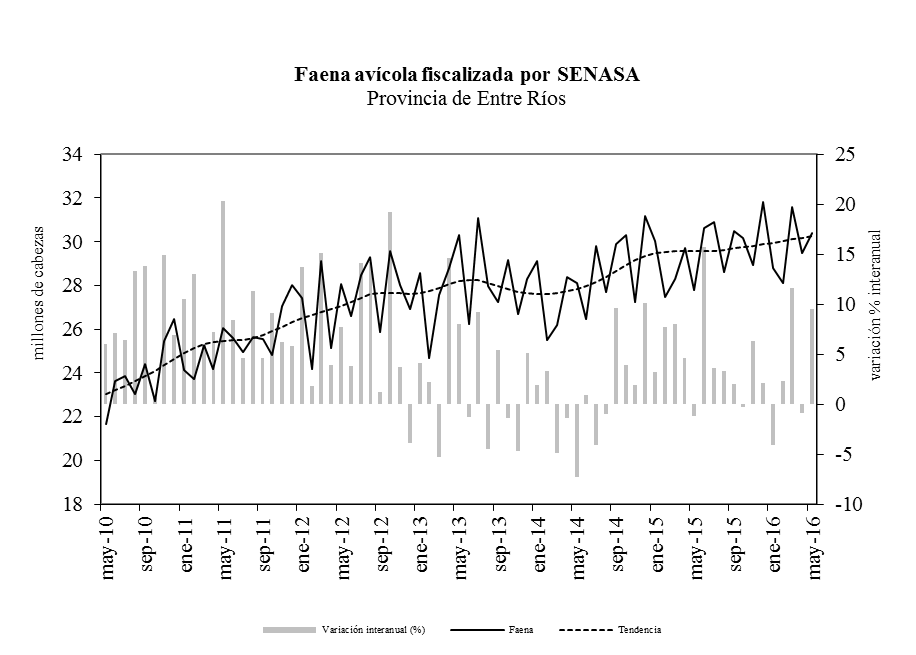 Faena avícola fiscalizada por SENASA
Provincia de Entre Ríos
millones de cabezas
34
32
30
28
26
24
22
20
18
25
20
15
10
5
0
-5
-10
variación % interanual
may-10
sep-10
ene-11
may-11
sep-11
ene-12
may-12
sep-12
ene-13
may-13
sep-13
ene-14
may-14
sep-14
ene-15
may-15
sep-15
ene-16
may-16
Variación interanual (%) Faena Tendencia